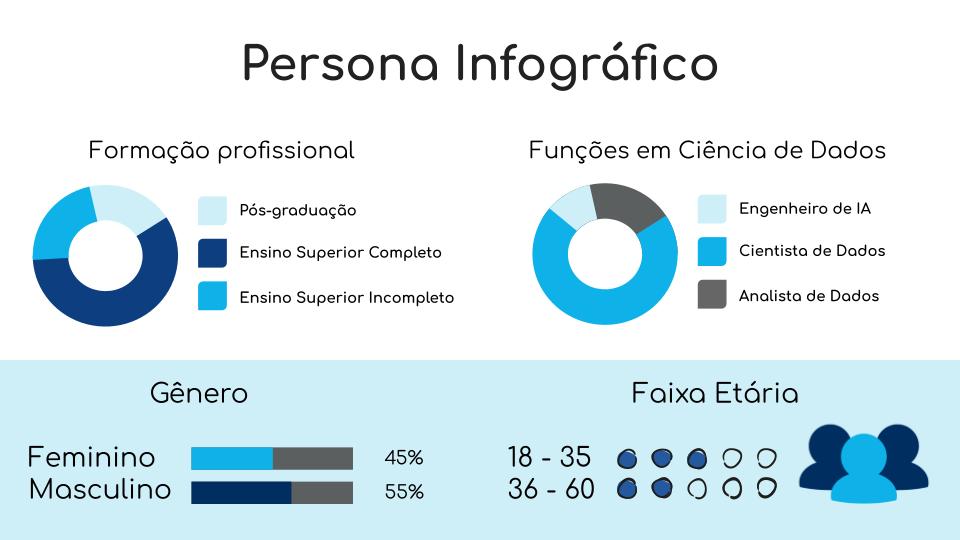 Persona Infográfico
Formação profissional
Pós-graduação
Ensino Superior Completo
Ensino Superior Incompleto
Funções em Ciência de Dados
Engenheiro de IA
Cientista de Dados
Analista de Dados
Gênero
Feminino 45%
Masculino 55%
Faixa Etária
18 - 35
36 - 60